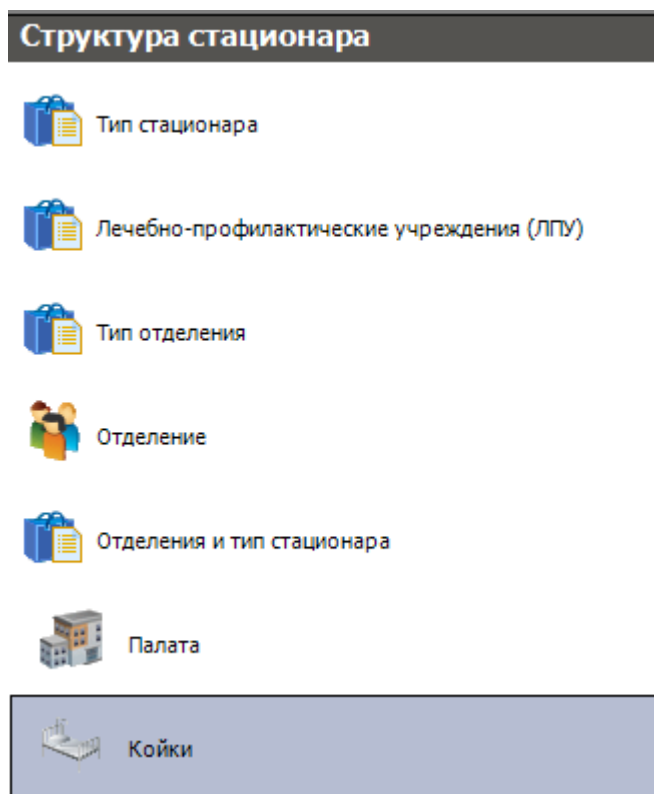 Структура стационара
Тип стационара
Лечебно-профилактические учреждения (ЛПУ)
Тип отделения
Отделение
Отделения и тип стационара
Палата
Койки